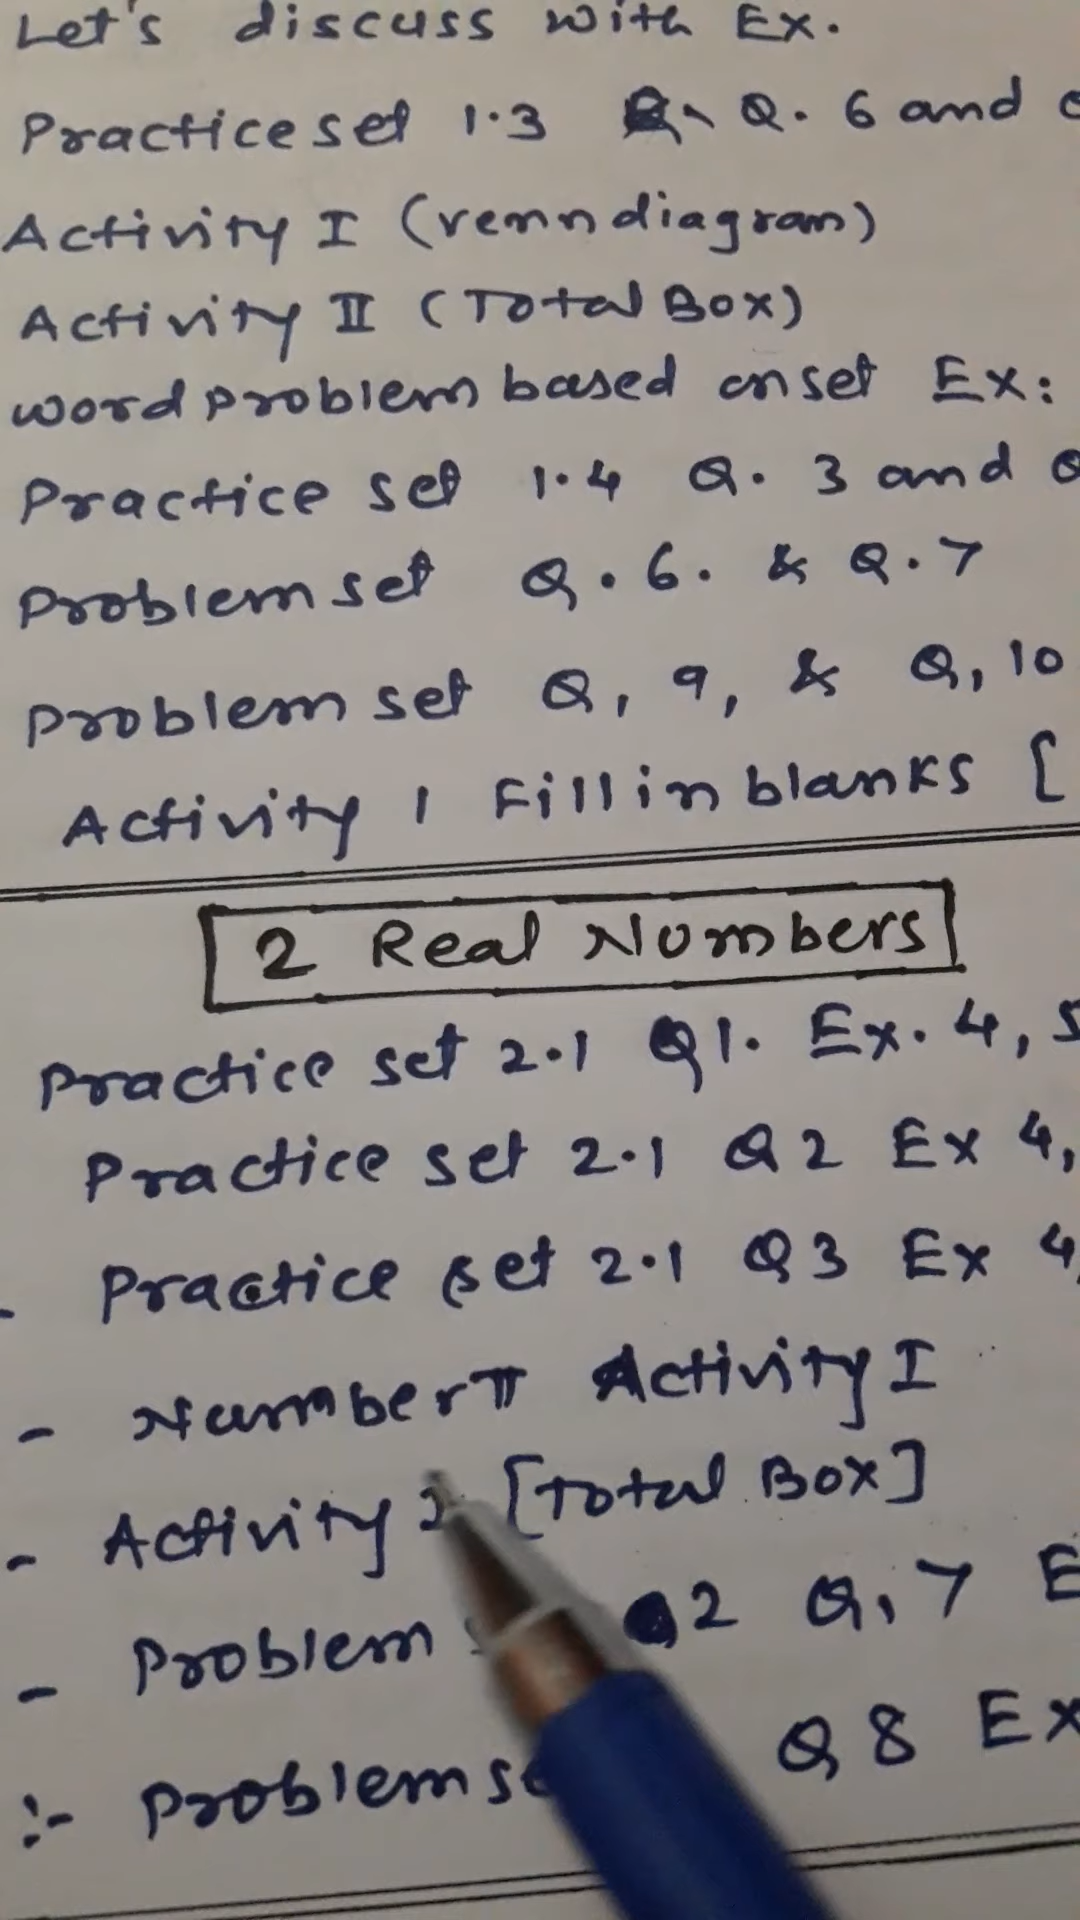 Let's discuss with Ex.
Practice set 1.3 Q. 6 and
Activity I (venn diagram)
Activity II (Total Box)
word problem based on set Ex:
Practice set 1.4 Q. 3 and Q
Problem set Q. 6. & Q. 7
Problem set Q, 9, & Q, 10
Activity 1 Fill in blanks [
2 Real Numbers
Practice set 2.1 Q1. Ex. 4, 5
Practice set 2.1 Q2 Ex 4,
Practice set 2.1 Q3 Ex 4,
- Number π Activity I
- Activity [Total Box]
- Problem 2 Q, 7 E
:- Problem Q 8 Ex